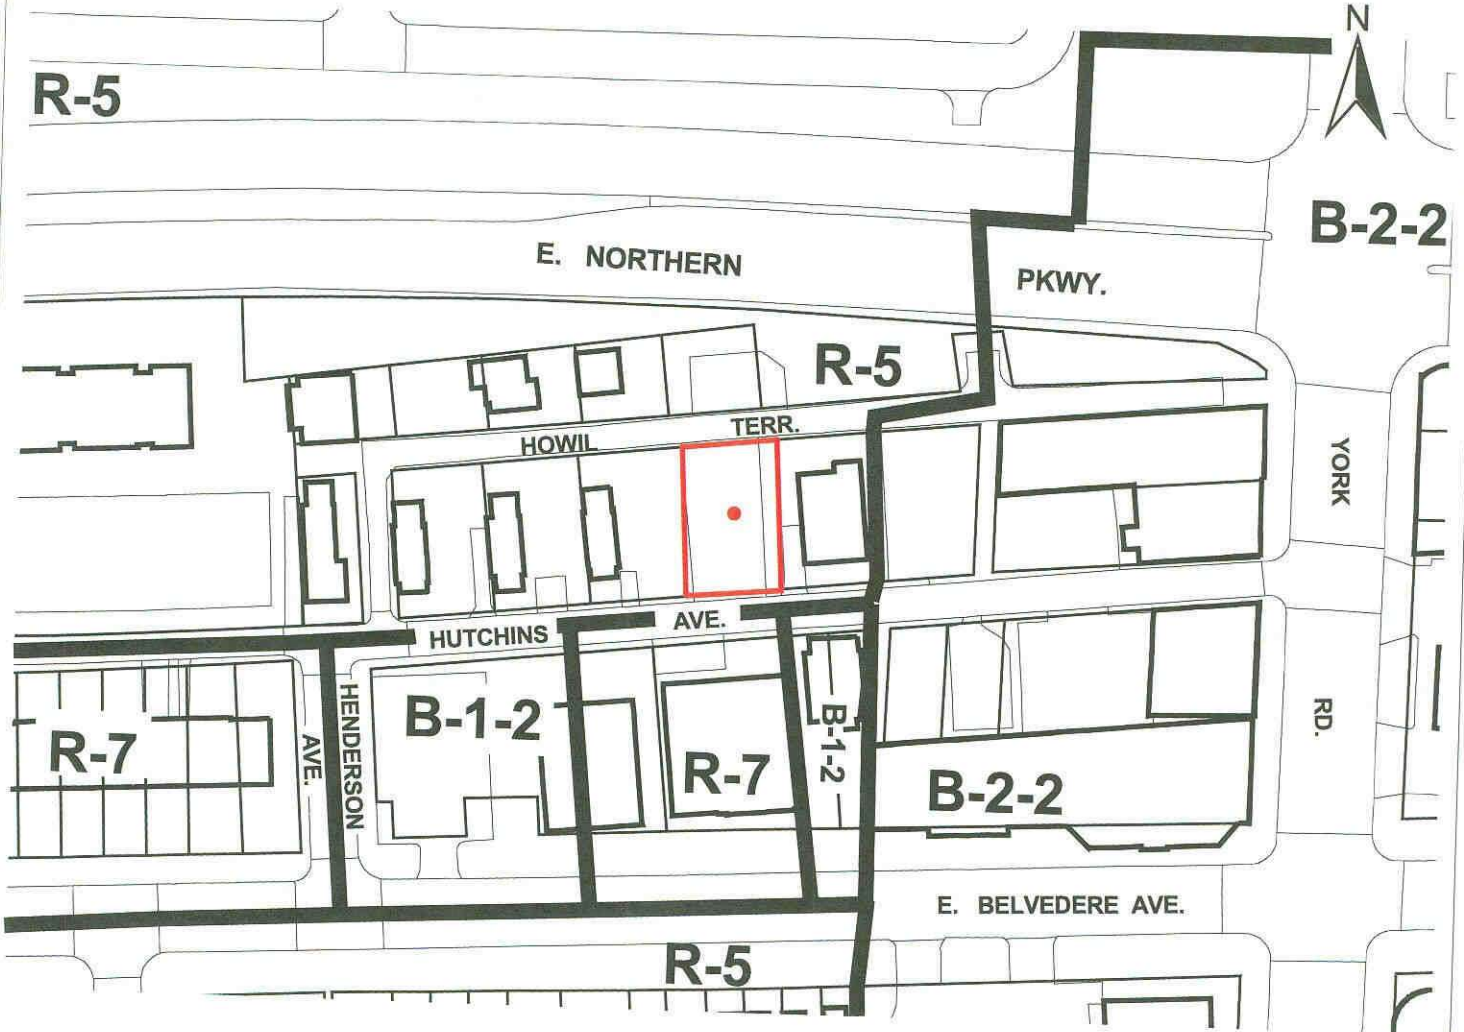 N
R-5
B-2-2
E. NORTHERN
PKWY.
R-5
HOWIL
TERR.
YORK
HUTCHINS
AVE.
HENDERSON
AVE.
B-1-2
B-1-2
RD.
R-7
R-7
B-2-2
E. BELVEDERE AVE.
R-5